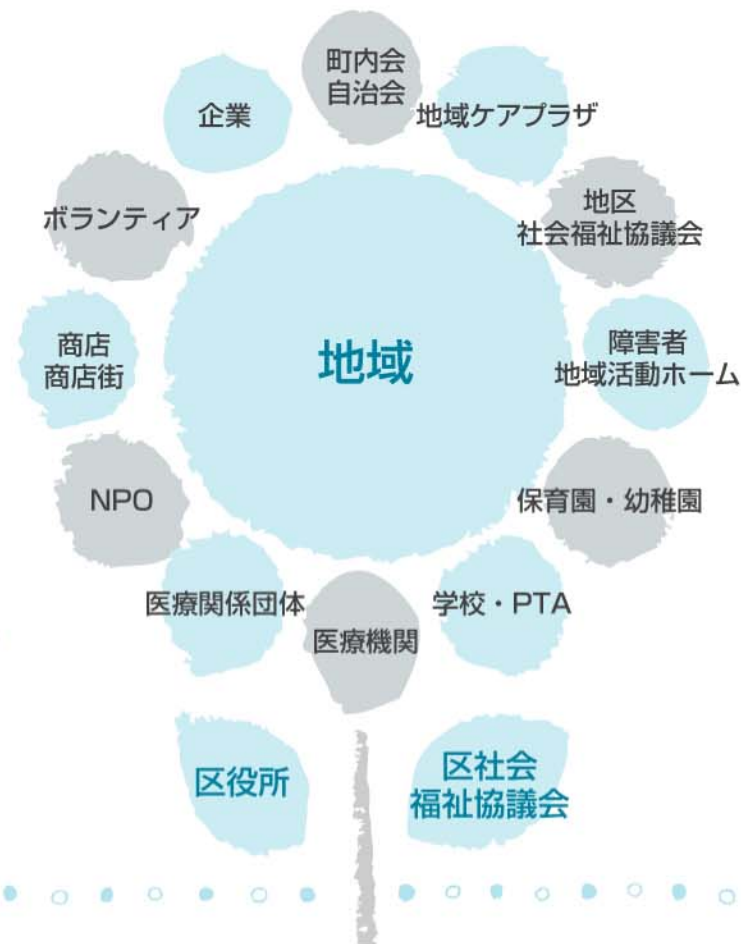 町内会
自治会
企業
地域ケアプラザ
ボランティア
地区
社会福祉協議会
商店
商店街
地域
障害者
地域活動ホーム
NPO
保育園・幼稚園
医療関係団体
学校・PTA
医療機関
区役所
区社会
福祉協議会